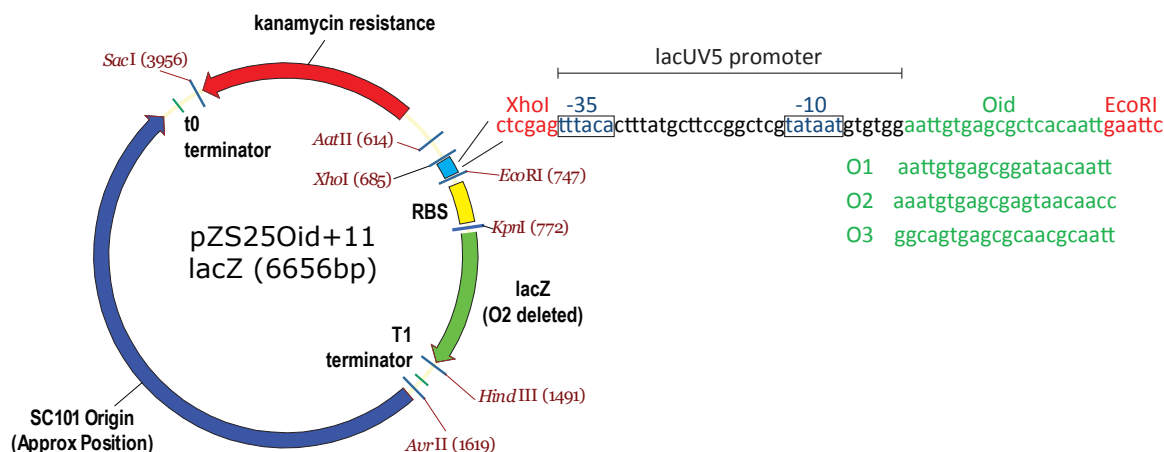 kanamycin resistance
SacI (3956)
t0
terminator
AatII (614)
XhoI (685)
EcoRI (747)
RBS
KpnI (772)
pZS25Oid+11
lacZ (6656bp)
lacZ
(O2 deleted)
T1
terminator
HindIII (1491)
SC101 Origin
(Approx Position)
AvrII (1619)
lacUV5 promoter
XhoI -35 -10 Oid EcoRI
ctcgagtttacactttatgcttccggctcgtataatgtgtggaattgtgagcgctcacaattgaattc
O1 aattgtgagcggataacaatt
O2 aaatgtgagcgagtaacaacc
O3 ggcagtgagcgcaacgcaatt